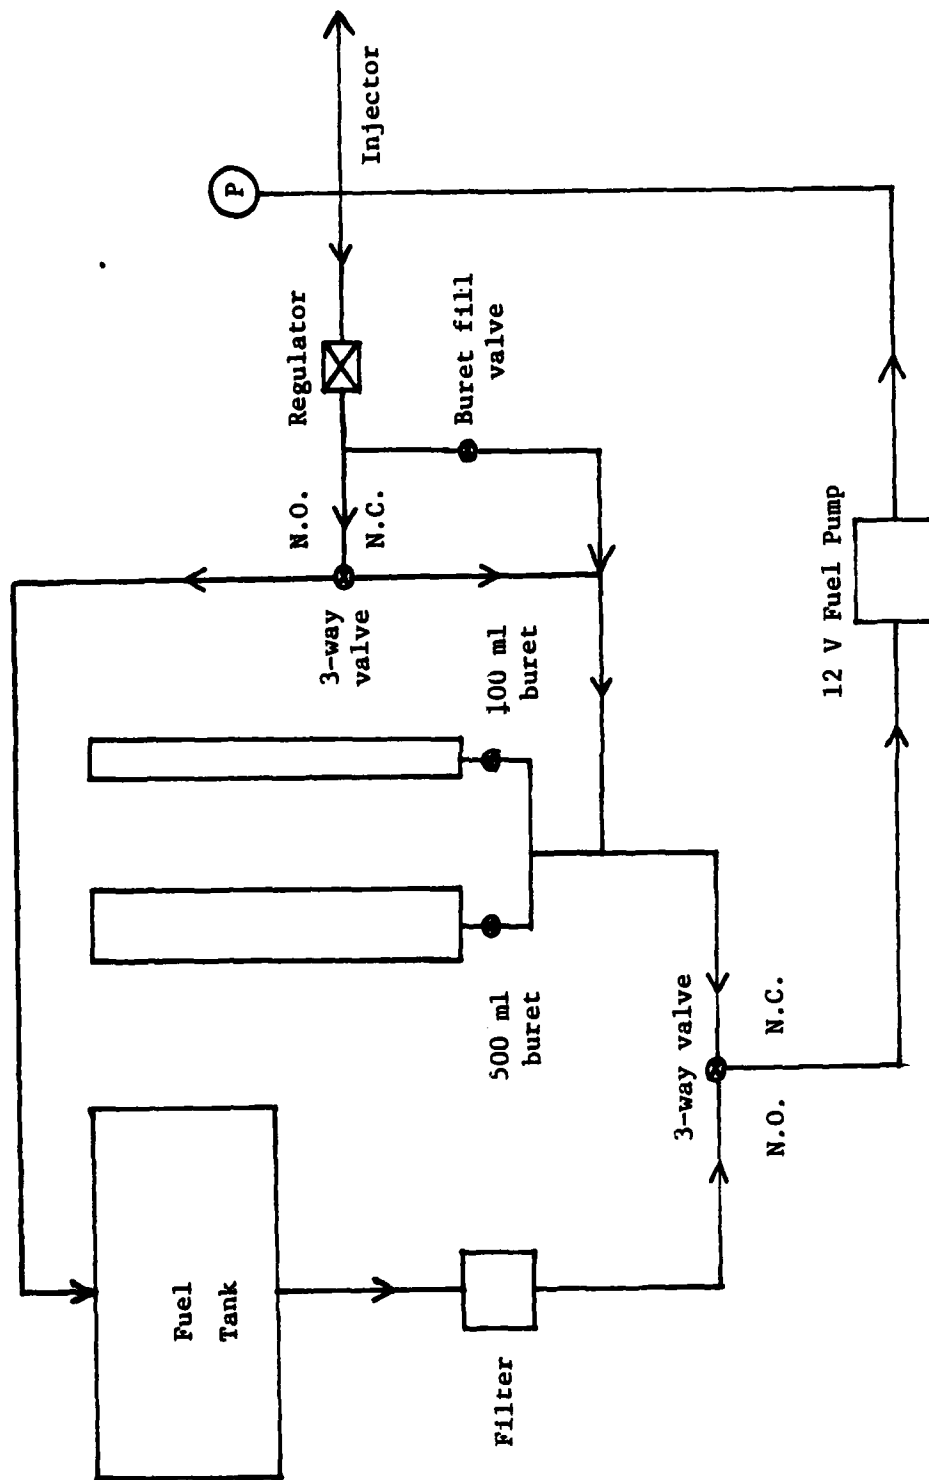 Fuel
Tank
Filter
500 ml
buret
100 ml
buret
3-way
valve
N.O.
N.C.
Regulator
Buret fill
valve
P
Injector
3-way valve
N.O.
N.C.
12 V Fuel Pump